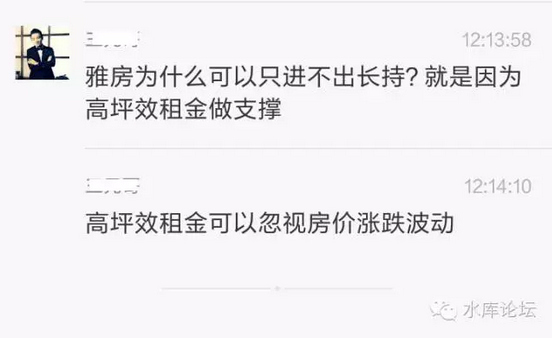 12:13:58
雅房为什么可以只进不出长持? 就是因为
高坪效租金做支撑
12:14:10
高坪效租金可以忽视房价涨跌波动
水库论坛